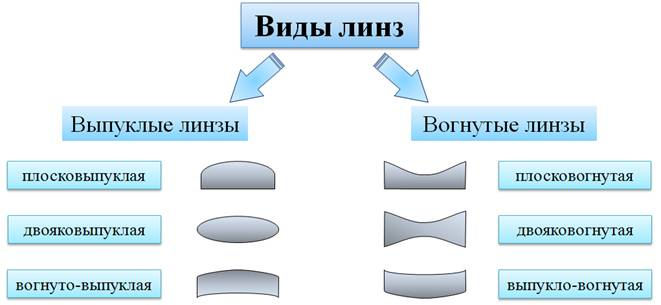 Виды линз
Выпуклые линзы
Вогнутые линзы
плосковыпуклая
плосковогнутая
двояковыпуклая
двояковогнутая
вогнуто-выпуклая
выпукло-вогнутая